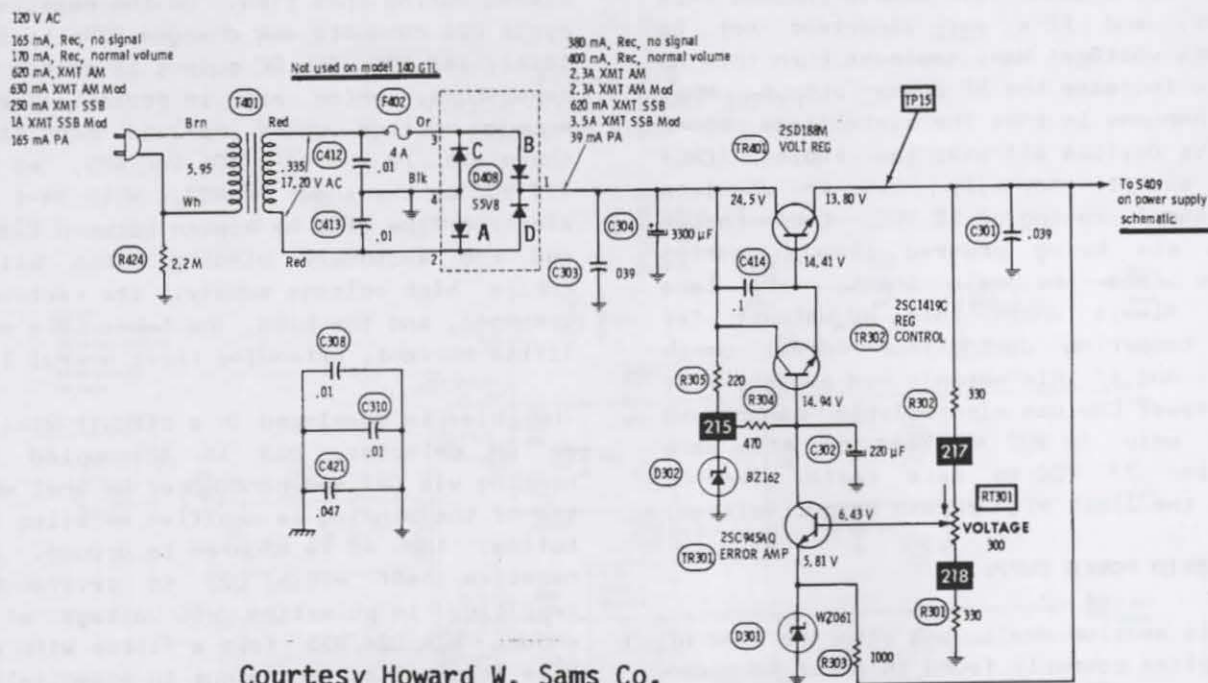 120 V AC
165 mA, Rec, no signal
170 mA, Rec, normal volume
620 mA, XMT AM
630 mA, XMT AM Mod
250 mA, XMT SSB
1A XMT SSB Mod
165 mA PA
Not used on model 140 GTL
380 mA, Rec, no signal
400 mA, Rec, normal volume
2.3A XMT AM
2.3A XMT AM Mod
620 mA XMT SSB
3.5A XMT SSB Mod
39 mA PA
T401
F402
TP15
Brn
Red
Or
4 A
C412
.01
C
B
D408
S5V8
5.95
.335
17.20 V AC
Blk
Wh
C413
.01
A
D
Red
R424
2.2 M
1
2
C304
3300 µF
C303
.039
TR401
2SD188M
VOLT REG
24.5 V
13.80 V
14.41 V
C414
.1
C301
.039
To S409
on power supply
schematic
2SC1419C
REG
CONTROL
TR302
R305
220
R304
470
14.94 V
R302
330
215
217
C302
220 µF
D302
BZ162
RT301
VOLTAGE
300
6.43 V
2SC945AQ
ERROR AMP
TR301
5.81 V
218
R301
330
D301
WZ061
R303
1000
C308
.01
C310
.01
C421
.047
Courtesy Howard W. Sams Co.